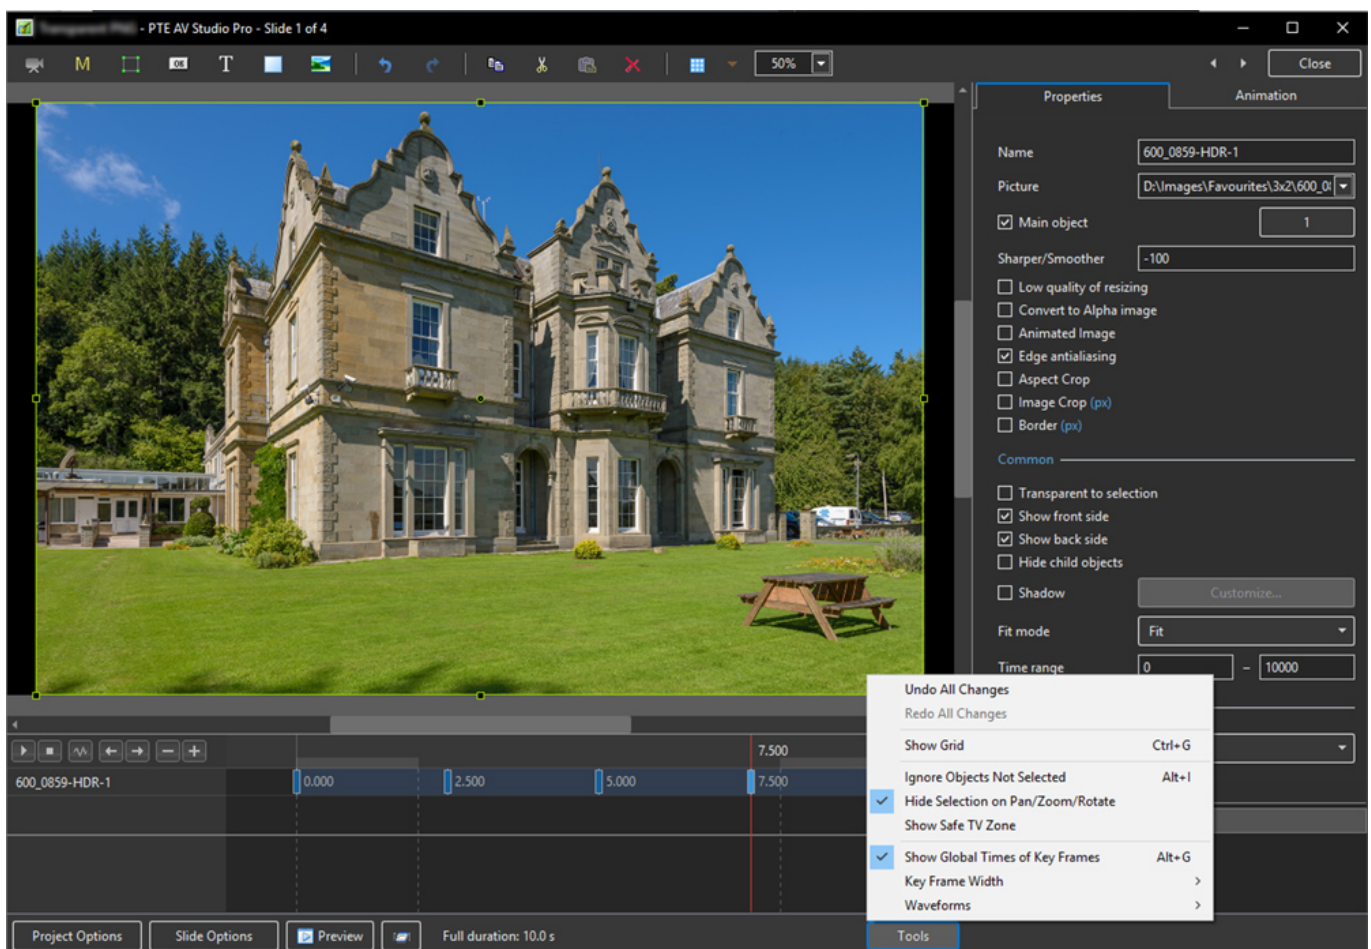 - PTE AV Studio Pro - Slide 1 of 4
M OK T 50% Close
Properties Animation
Name 600_0859-HDR-1
Picture D:\Images\Favourites\3x2\600_08
Main object 1
Sharper/Smoother -100
Low quality of resizing
Convert to Alpha image
Animated Image
Edge antialiasing
Aspect Crop
Image Crop (px)
Border (px)
Common
Transparent to selection
Show front side
Show back side
Hide child objects
Shadow Customize...
Fit mode Fit
Time range 0 – 10000
Undo All Changes
Redo All Changes
Show Grid Ctrl+G
Ignore Objects Not Selected Alt+I
Hide Selection on Pan/Zoom/Rotate
Show Safe TV Zone
Show Global Times of Key Frames Alt+G
Key Frame Width
Waveforms
7.500
600_0859-HDR-1 0.000 2.500 5.000 7.500
Project Options Slide Options Preview Full duration: 10.0 s Tools